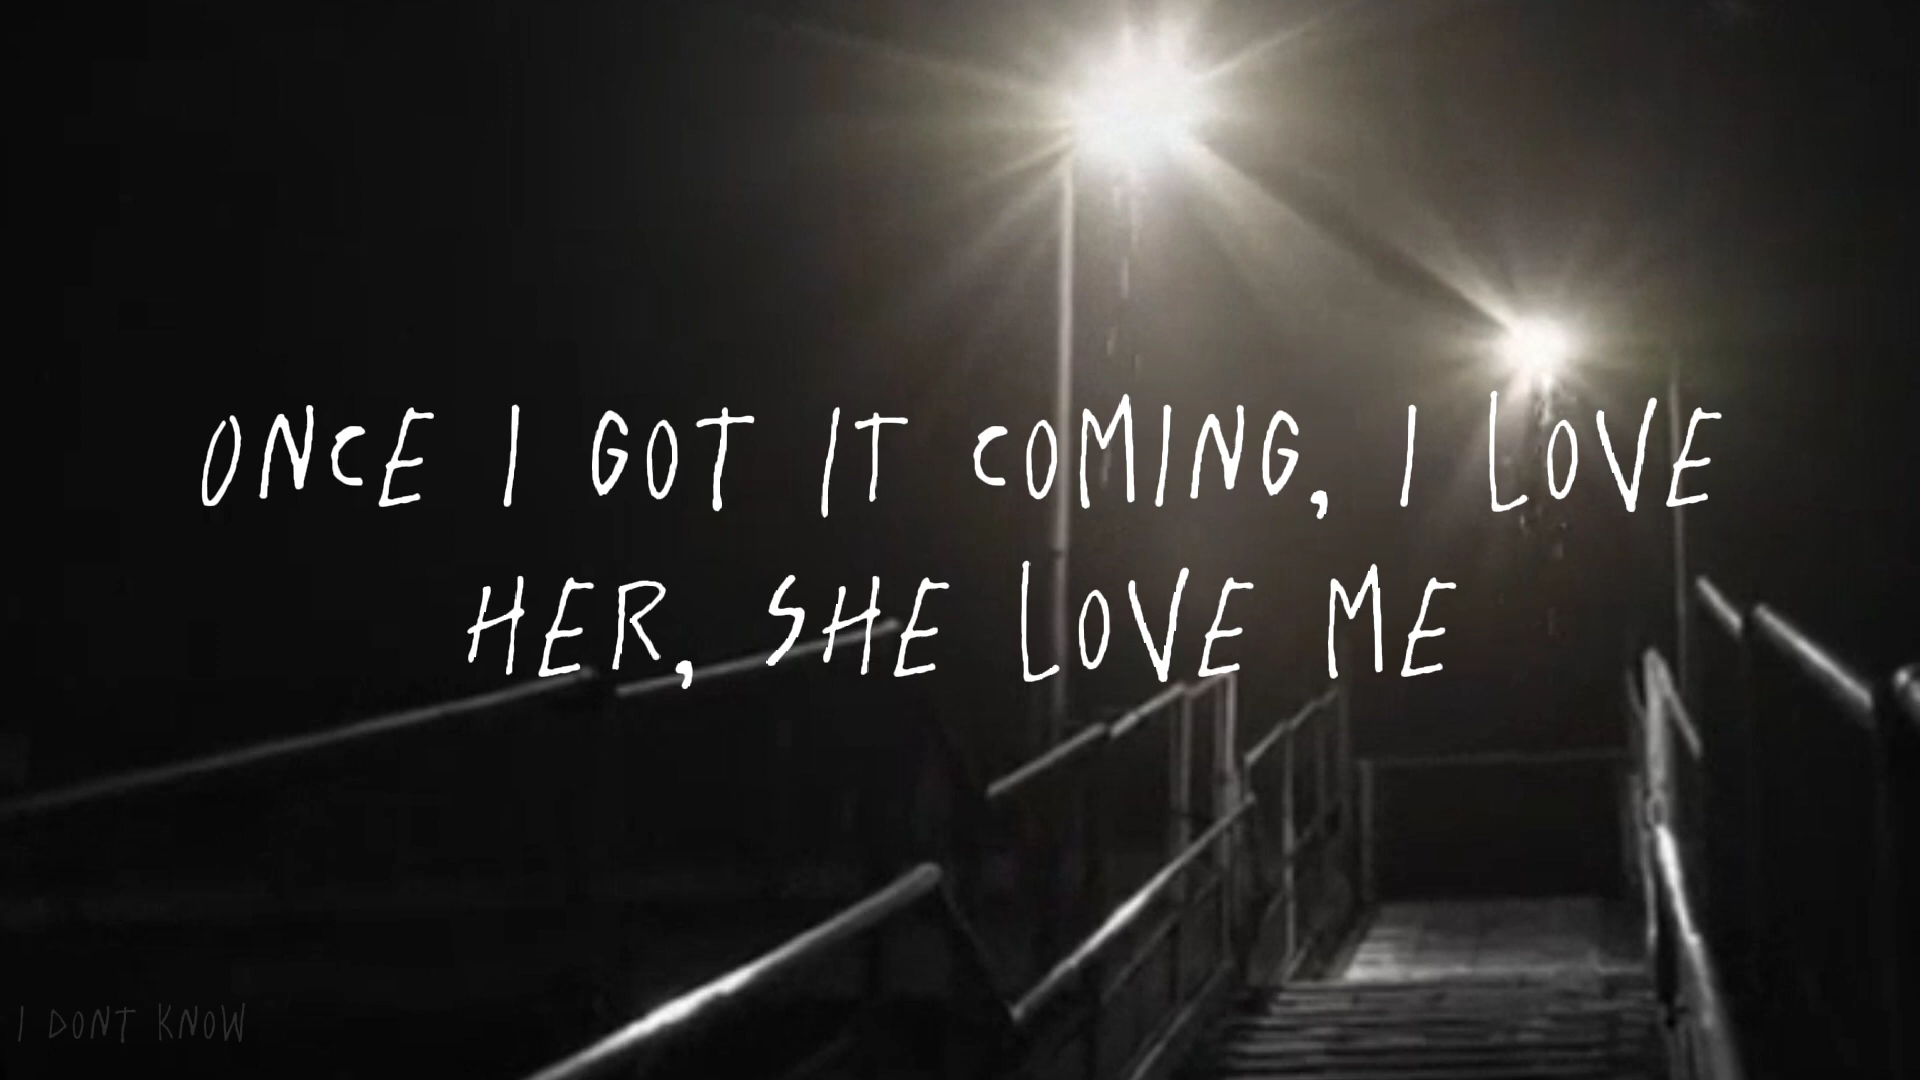 ONCE I GOT IT COMING, I LOVE
HER, SHE LOVE ME
I DONT KNOW